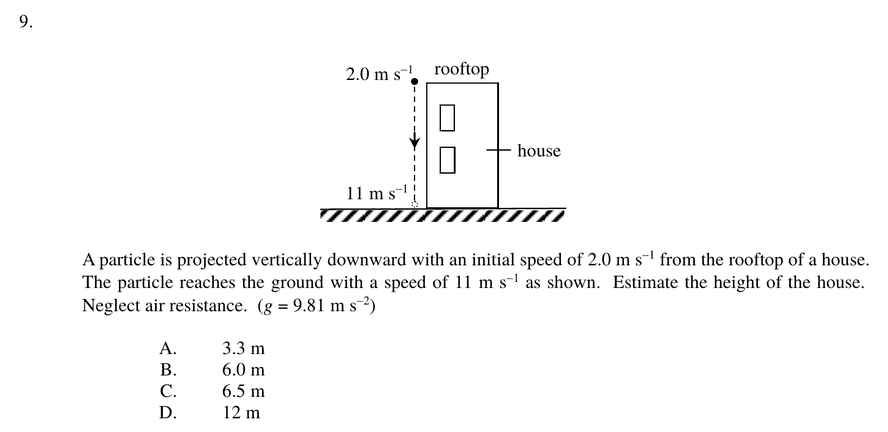 9.
2.0 m s⁻¹ rooftop
house
11 m s⁻¹
A particle is projected vertically downward with an initial speed of 2.0 m s⁻¹ from the rooftop of a house.
The particle reaches the ground with a speed of 11 m s⁻¹ as shown. Estimate the height of the house.
Neglect air resistance. (g = 9.81 m s⁻²)
A. 3.3 m
B. 6.0 m
C. 6.5 m
D. 12 m